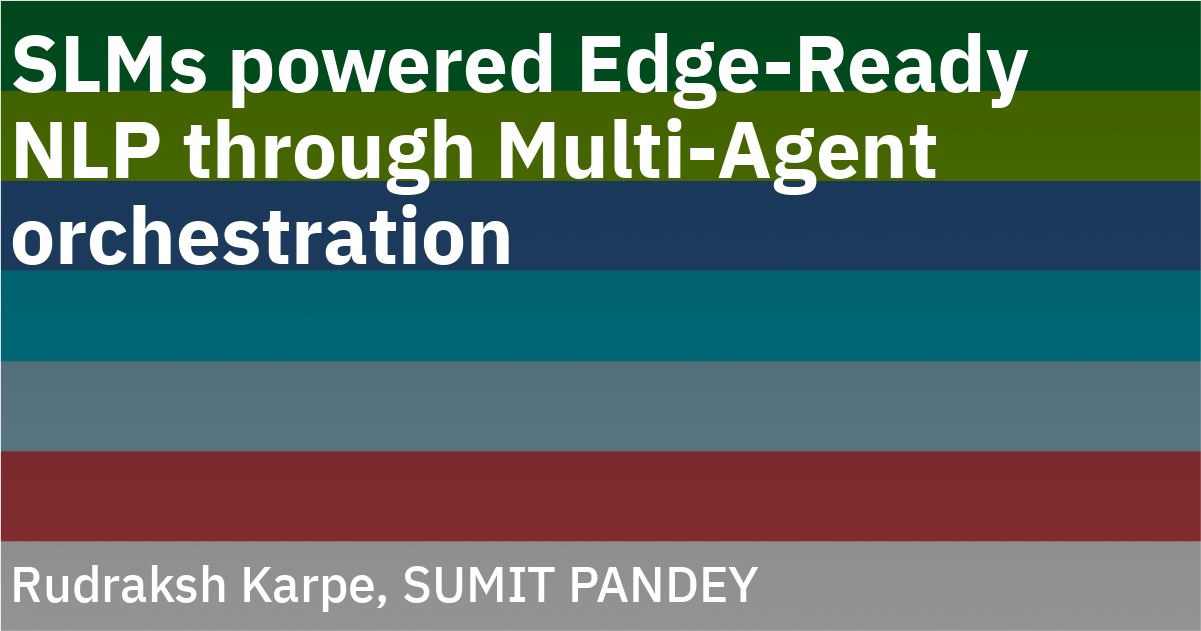 SLMs powered Edge-Ready
NLP through Multi-Agent
orchestration
Rudraksh Karpe, SUMIT PANDEY